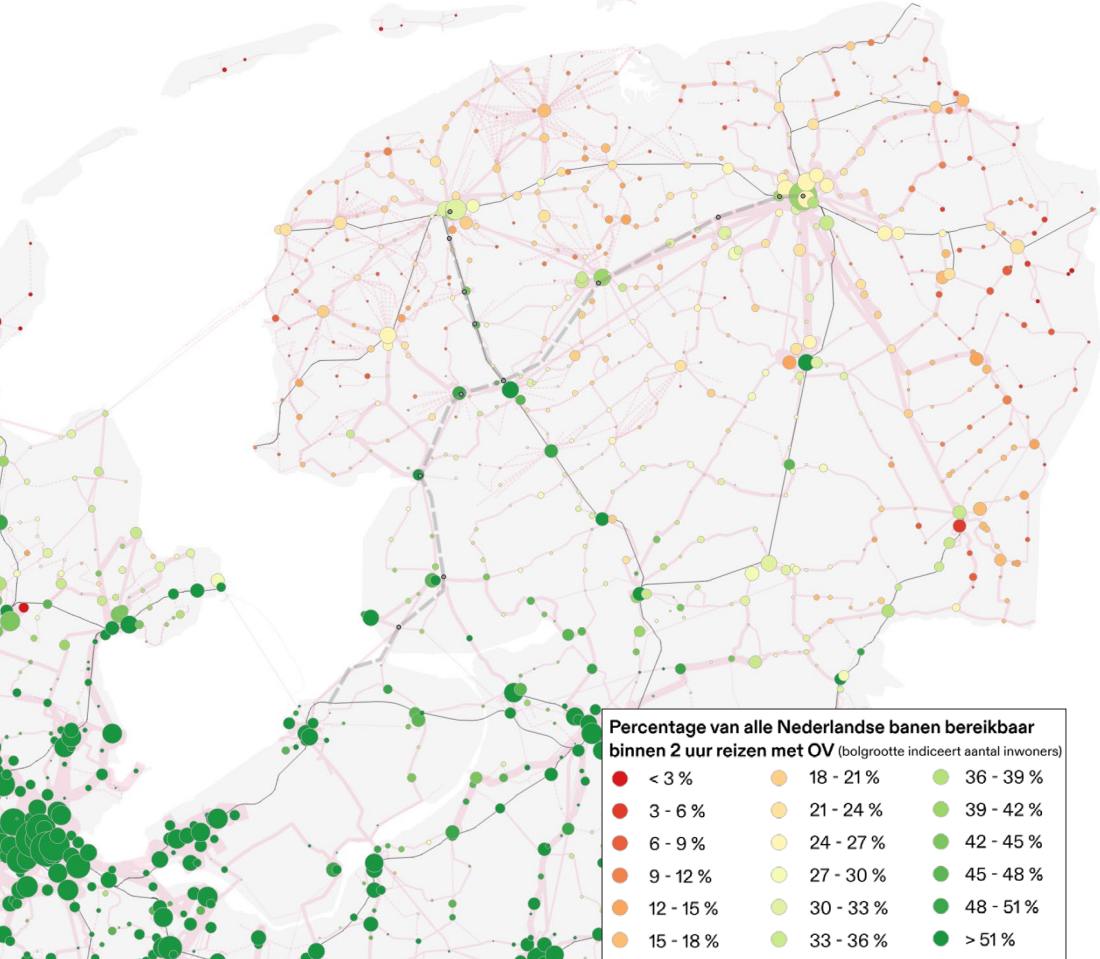 Percentage van alle Nederlandse banen bereikbaar
binnen 2 uur reizen met OV (bolgrootte indiceert aantal inwoners)
< 3 %
3 - 6 %
6 - 9 %
9 - 12 %
12 - 15 %
15 - 18 %
18 - 21 %
21 - 24 %
24 - 27 %
27 - 30 %
30 - 33 %
33 - 36 %
36 - 39 %
39 - 42 %
42 - 45 %
45 - 48 %
48 - 51 %
> 51 %